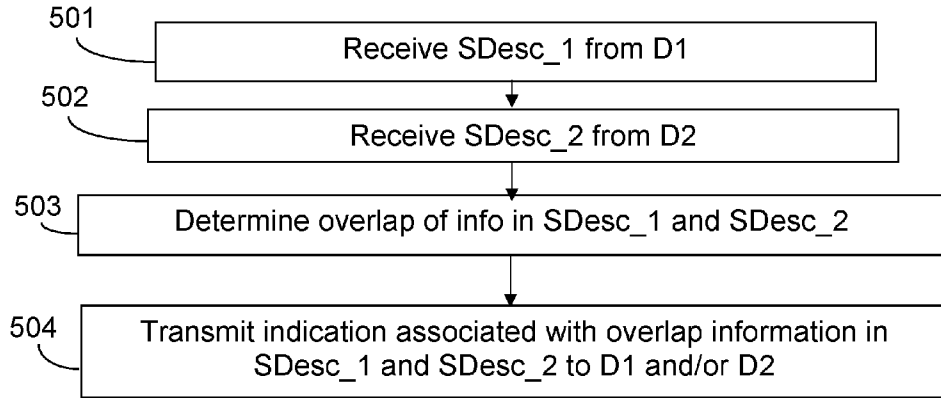 501
Receive SDesc_1 from D1
502
Receive SDesc_2 from D2
503
Determine overlap of info in SDesc_1 and SDesc_2
504
Transmit indication associated with overlap information in
SDesc_1 and SDesc_2 to D1 and/or D2